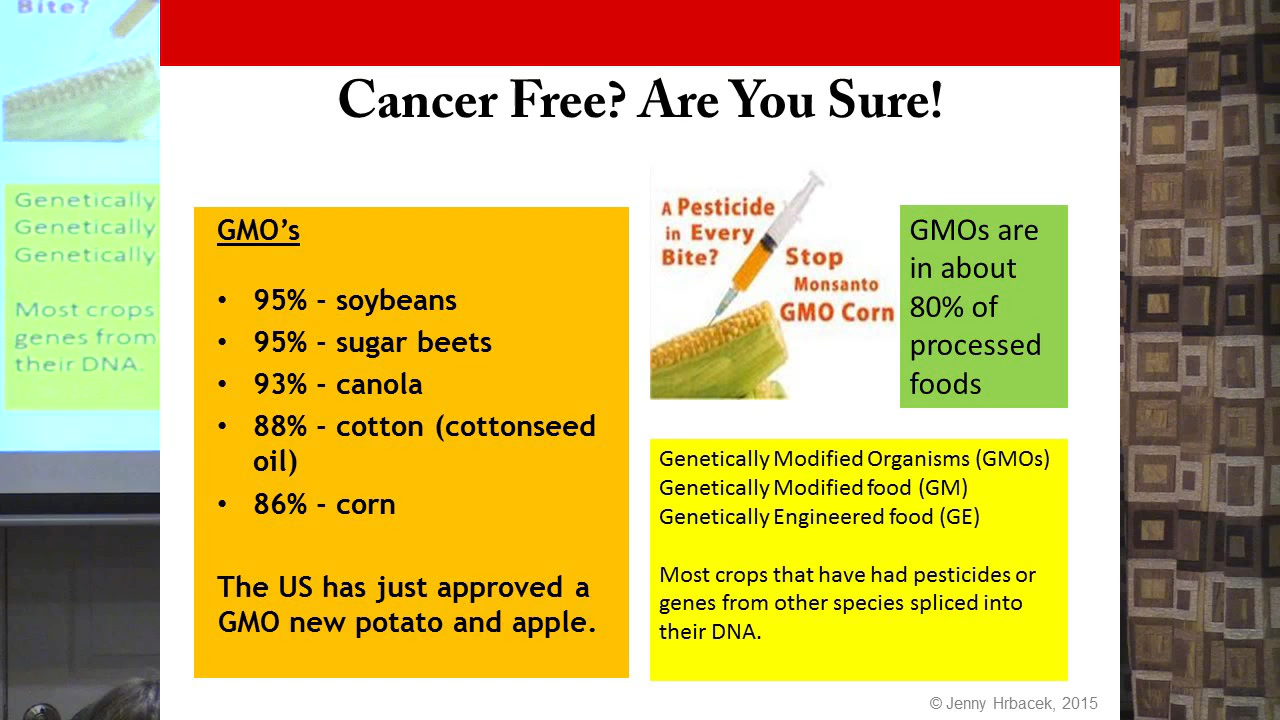 Bite?
Genetically
Genetically
Genetically
Most crops
genes from
their DNA.
Cancer Free? Are You Sure!
GMO’s
• 95% - soybeans
• 95% - sugar beets
• 93% - canola
• 88% - cotton (cottonseed
oil)
• 86% - corn
The US has just approved a
GMO new potato and apple.
A Pesticide
in Every
Bite?
Stop
Monsanto
GMO Corn
GMOs are
in about
80% of
processed
foods
Genetically Modified Organisms (GMOs)
Genetically Modified food (GM)
Genetically Engineered food (GE)
Most crops that have had pesticides or
genes from other species spliced into
their DNA.
© Jenny Hrbacek, 2015